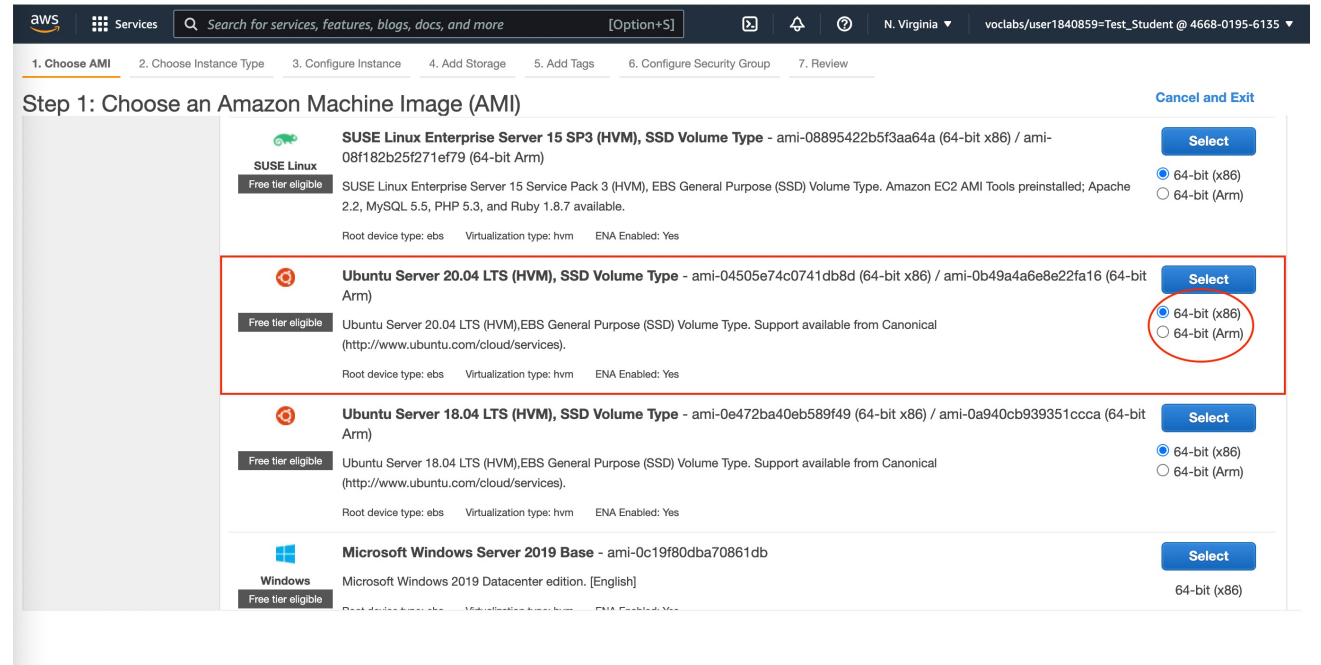 aws Services Search for services, features, blogs, docs, and more [Option+S] N. Virginia ▼ voclabs/user1840859=Test_Student @ 4668-0195-6135 ▼
1. Choose AMI 2. Choose Instance Type 3. Configure Instance 4. Add Storage 5. Add Tags 6. Configure Security Group 7. Review
Step 1: Choose an Amazon Machine Image (AMI)
Cancel and Exit
SUSE Linux
Free tier eligible
SUSE Linux Enterprise Server 15 SP3 (HVM), SSD Volume Type - ami-08895422b5f3aa64a (64-bit x86) / ami-
08f182b25f271ef79 (64-bit Arm)
SUSE Linux Enterprise Server 15 Service Pack 3 (HVM), EBS General Purpose (SSD) Volume Type. Amazon EC2 AMI Tools preinstalled; Apache
2.2, MySQL 5.5, PHP 5.3, and Ruby 1.8.7 available.
Root device type: ebs Virtualization type: hvm ENA Enabled: Yes
Select
64-bit (x86)
64-bit (Arm)
Free tier eligible
Ubuntu Server 20.04 LTS (HVM), SSD Volume Type - ami-04505e74c0741db8d (64-bit x86) / ami-0b49a4a6e8e22fa16 (64-bit
Arm)
Ubuntu Server 20.04 LTS (HVM),EBS General Purpose (SSD) Volume Type. Support available from Canonical
(http://www.ubuntu.com/cloud/services).
Root device type: ebs Virtualization type: hvm ENA Enabled: Yes
Select
64-bit (x86)
64-bit (Arm)
Free tier eligible
Ubuntu Server 18.04 LTS (HVM), SSD Volume Type - ami-0e472ba40eb589f49 (64-bit x86) / ami-0a940cb939351ccca (64-bit
Arm)
Ubuntu Server 18.04 LTS (HVM),EBS General Purpose (SSD) Volume Type. Support available from Canonical
(http://www.ubuntu.com/cloud/services).
Root device type: ebs Virtualization type: hvm ENA Enabled: Yes
Select
64-bit (x86)
64-bit (Arm)
Windows
Free tier eligible
Microsoft Windows Server 2019 Base - ami-0c19f80dba70861db
Microsoft Windows 2019 Datacenter edition. [English]
Root device type: ebs Virtualization type: hvm ENA Enabled: Yes
Select
64-bit (x86)